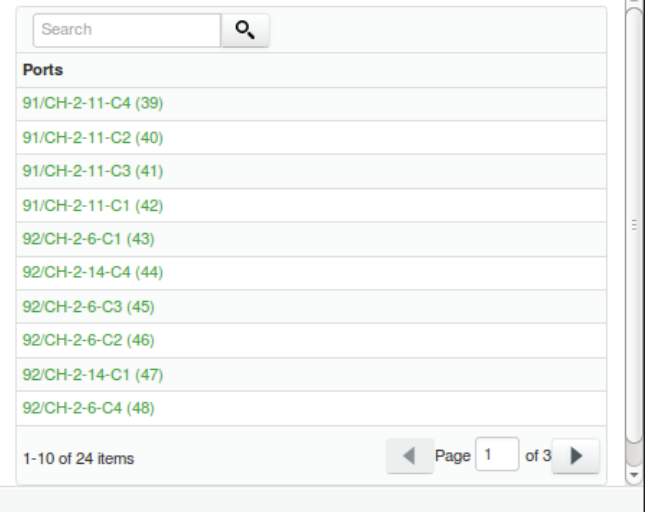 Search
Ports
91/CH-2-11-C4 (39)
91/CH-2-11-C2 (40)
91/CH-2-11-C3 (41)
91/CH-2-11-C1 (42)
92/CH-2-6-C1 (43)
92/CH-2-14-C4 (44)
92/CH-2-6-C3 (45)
92/CH-2-6-C2 (46)
92/CH-2-14-C1 (47)
92/CH-2-6-C4 (48)
1-10 of 24 items Page 1 of 3